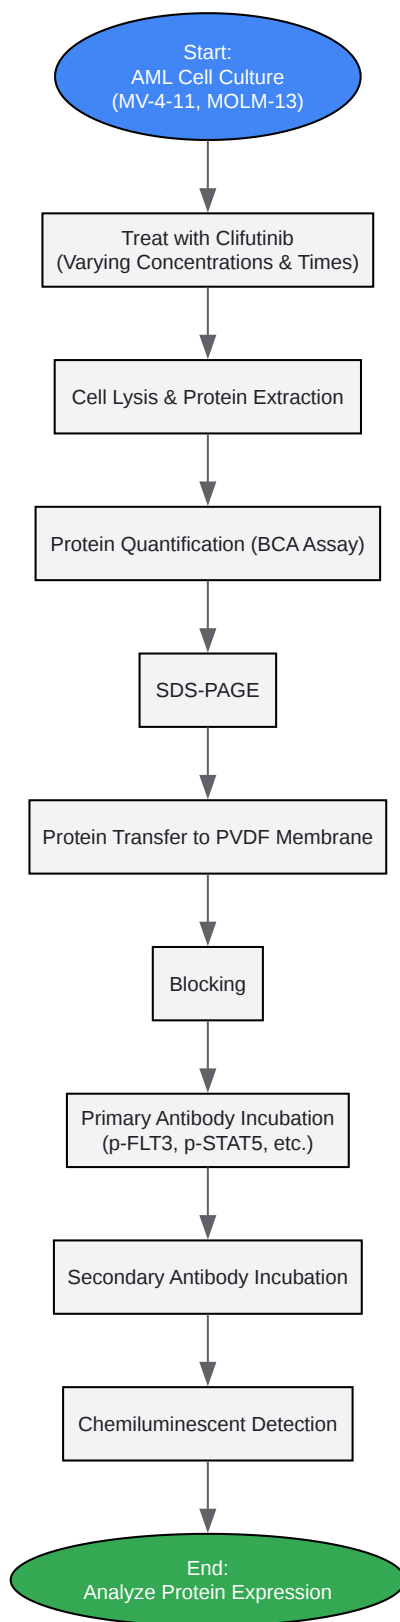 Start:
AML Cell Culture
(MV-4-11, MOLM-13)
Treat with Clifutinib
(Varying Concentrations & Times)
Cell Lysis & Protein Extraction
Protein Quantification (BCA Assay)
SDS-PAGE
Protein Transfer to PVDF Membrane
Blocking
Primary Antibody Incubation
(p-FLT3, p-STAT5, etc.)
Secondary Antibody Incubation
Chemiluminescent Detection
End:
Analyze Protein Expression